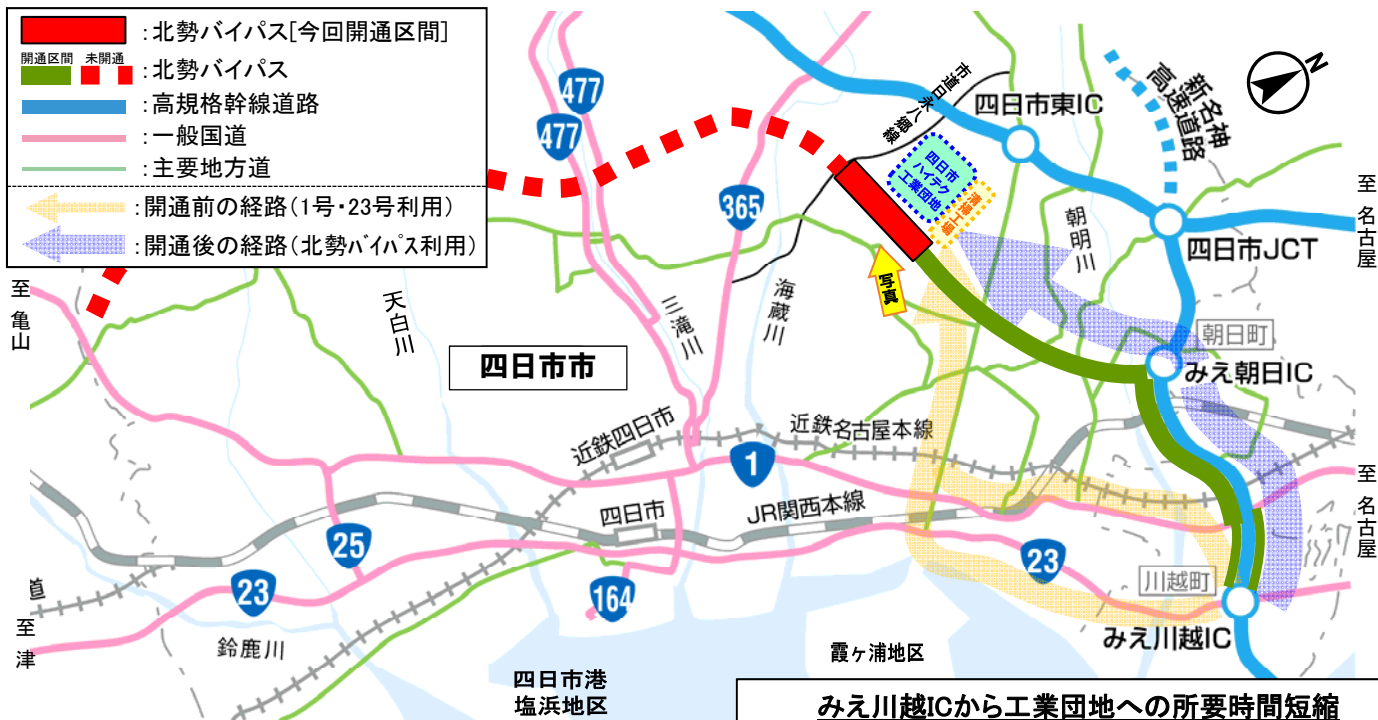 :北勢バイパス[今回開通区間]
開通区間 未開通
:北勢バイパス
:高規格幹線道路
:一般国道
:主要地方道
:開通前の経路(1号・23号利用)
:開通後の経路(北勢バイパス利用)
477
477
365
市道日永八郷線
四日市東IC
新名神高速道路
N
四日市ハイテク工業団地
清掃工場
写真
朝明川
四日市JCT
至名古屋
至亀山
天白川
三滝川
海蔵川
四日市市
朝日町
みえ朝日IC
近鉄四日市
近鉄名古屋本線
1
四日市
JR関西本線
至名古屋
25
23
23
164
川越町
みえ川越IC
道
至津
鈴鹿川
霞ヶ浦地区
四日市港
塩浜地区
みえ川越ICから工業団地への所要時間短縮